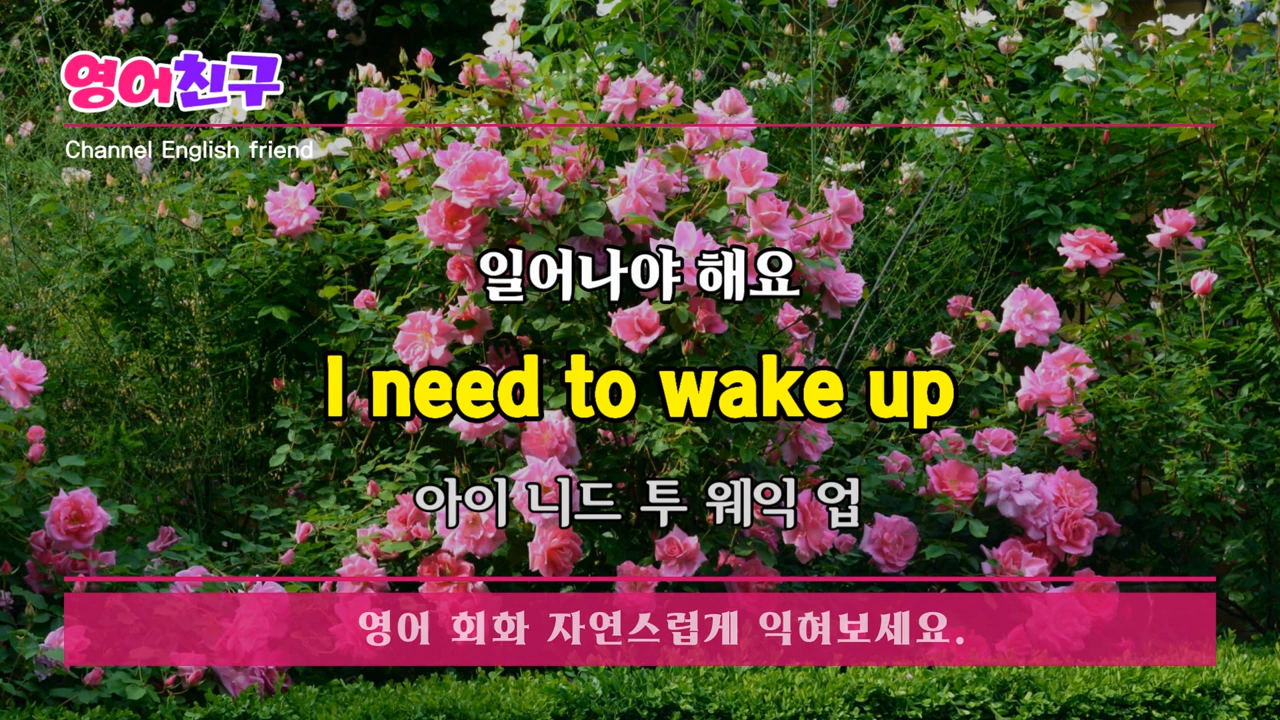 영어친구
Channel English friend
일어나야 해요
I need to wake up
아이 니드 투 웨익 업
영어 회화 자연스럽게 익혀보세요.